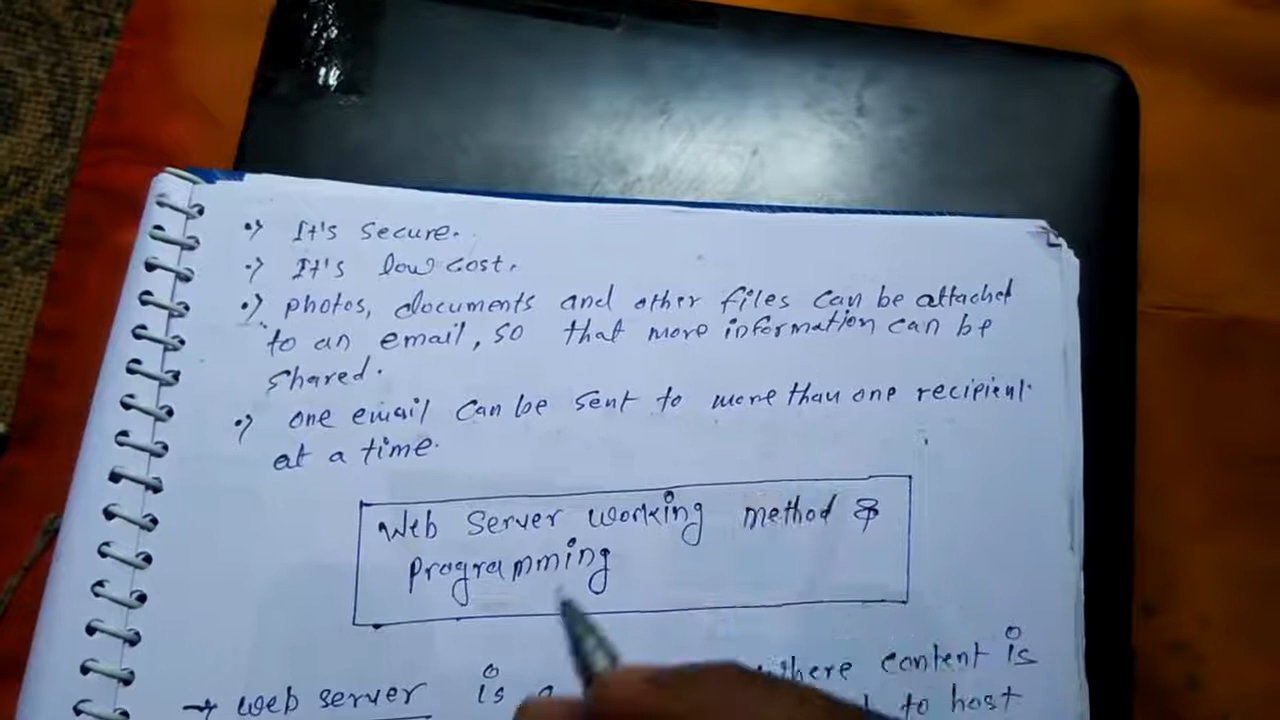 ·> It's secure.
·> It's low cost.
·> photos, documents and other files can be attached
to an email, so that more information can be
shared.
·> one email can be sent to more than one recipient
at a time.
Web Server working method &
Programming
→ web server is a there content is
to host